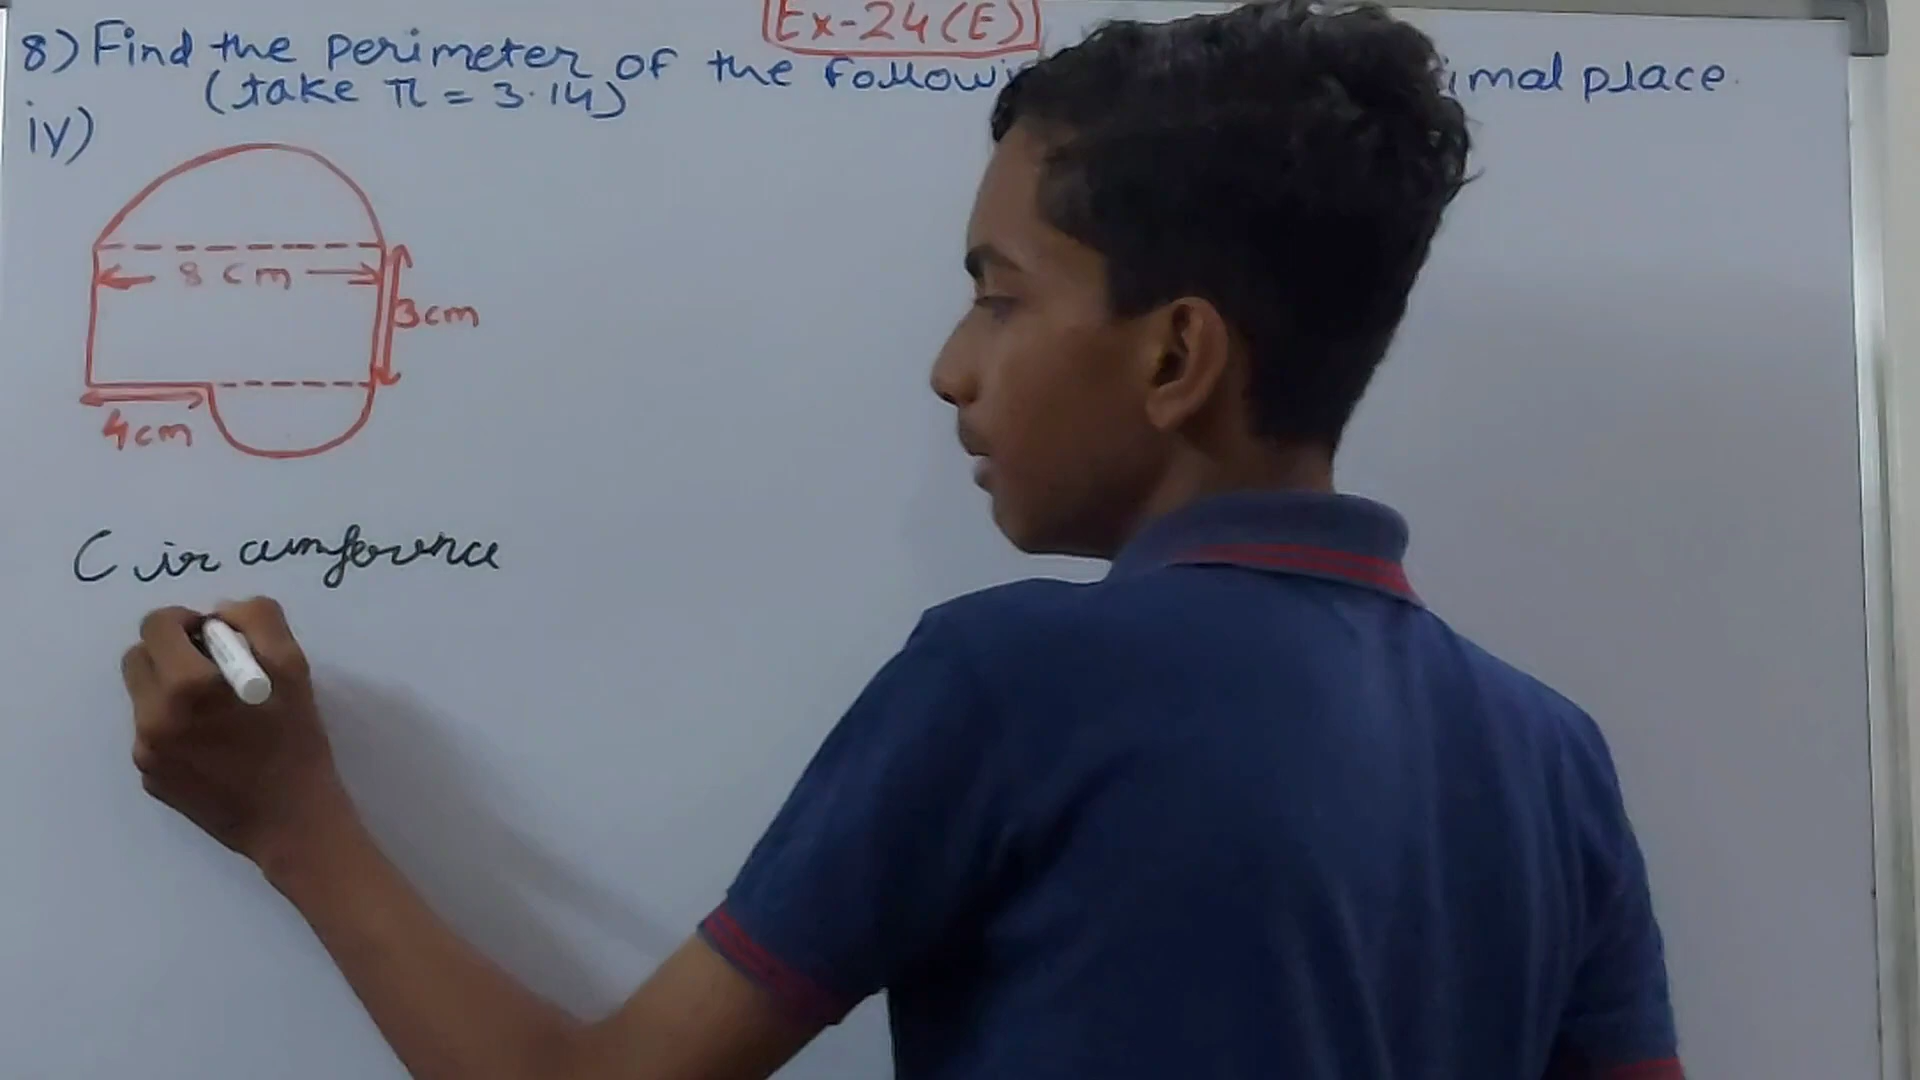 Ex-24(E)
8) Find the perimeter of the followi imal place.
(take π = 3.14)
iv)
8 cm
3cm
4cm
Circumference